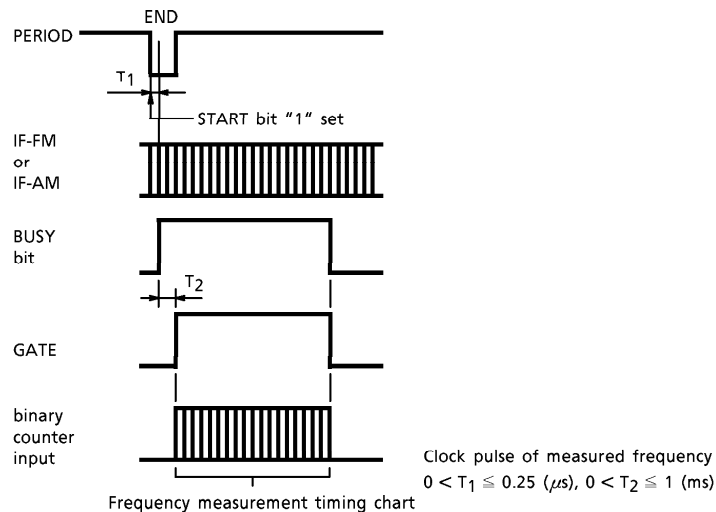 END
PERIOD
T1
START bit "1" set
IF-FM
or
IF-AM
BUSY
bit
T2
GATE
binary
counter
input
Clock pulse of measured frequency
0 < T1 ≦ 0.25 (μs), 0 < T2 ≦ 1 (ms)
Frequency measurement timing chart